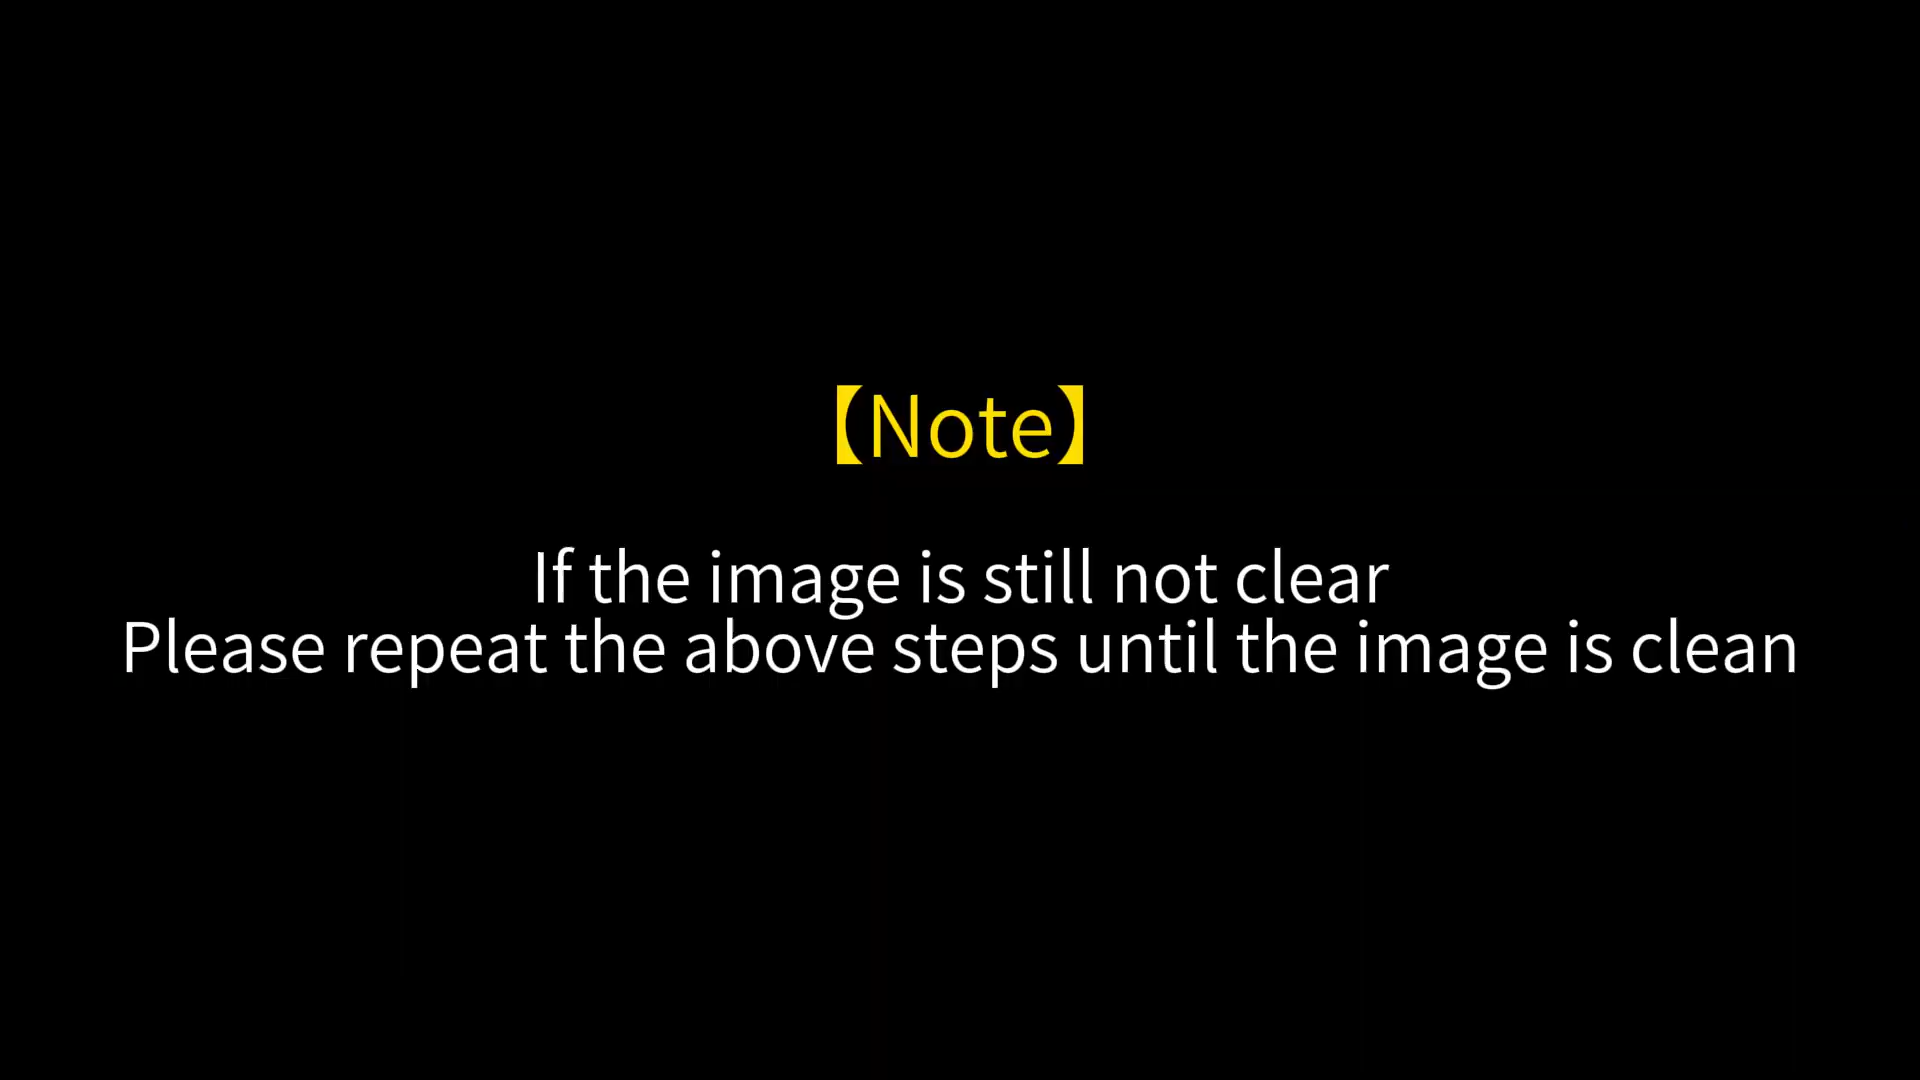 【Note】
If the image is still not clear
Please repeat the above steps until the image is clean